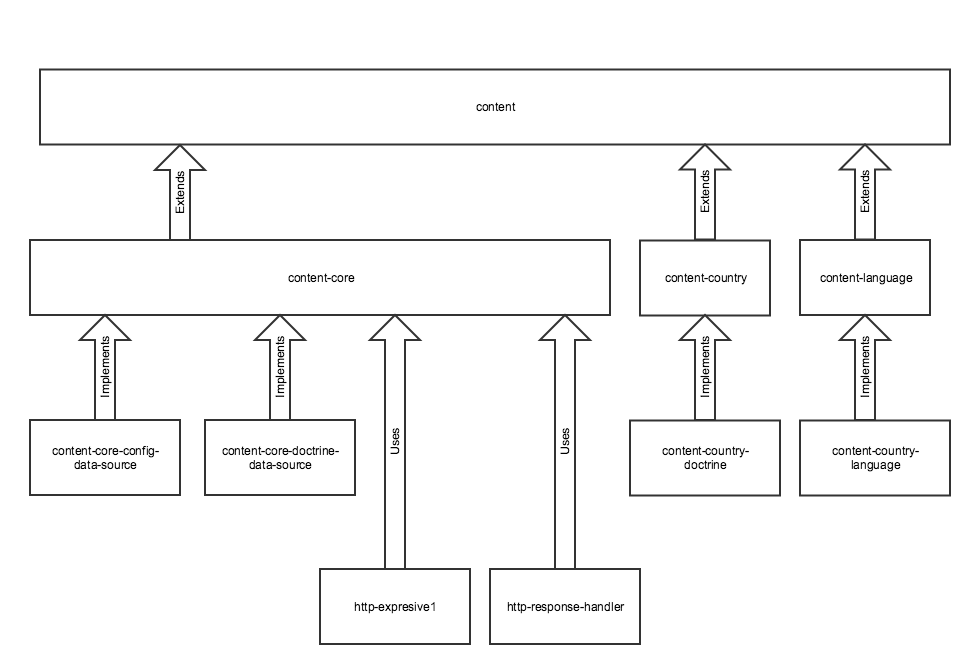 content
Extends
Extends
Extends
content-core
content-country
content-language
Implements
Implements
Implements
Implements
Uses
Uses
content-core-config-
data-source
content-core-doctrine-
data-source
content-country-
doctrine
content-country-
language
http-expresive1
http-response-handler